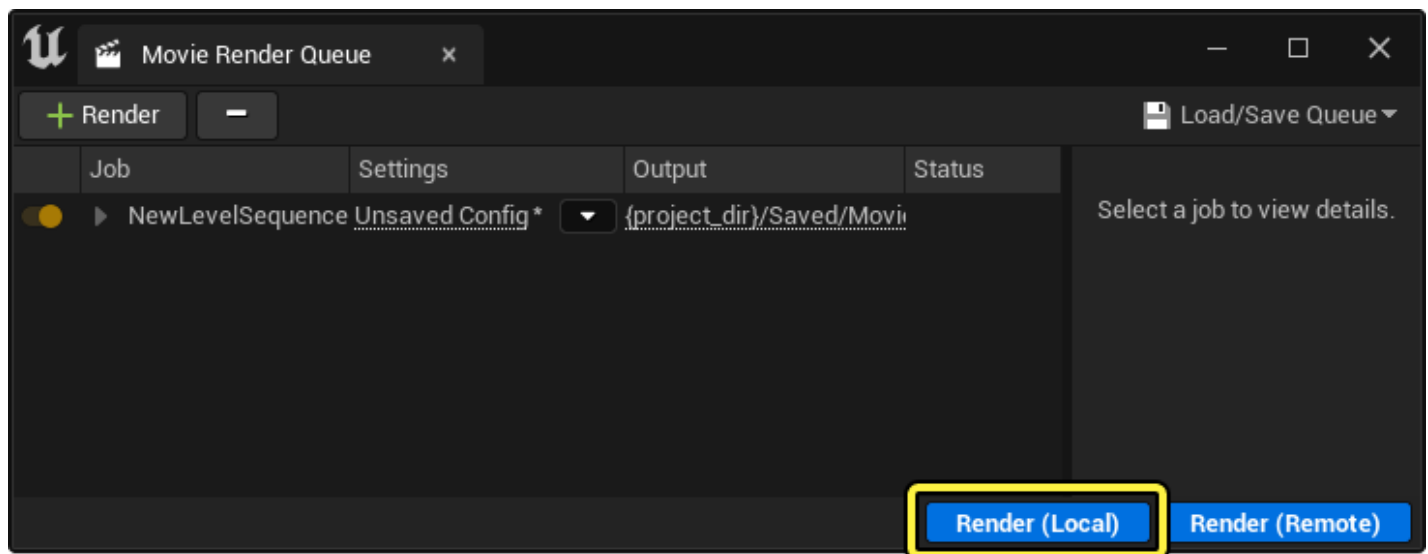 Movie Render Queue
Render
Load/Save Queue
Job Settings Output Status
NewLevelSequence Unsaved Config* {project_dir}/Saved/Movi
Select a job to view details.
Render (Local) Render (Remote)